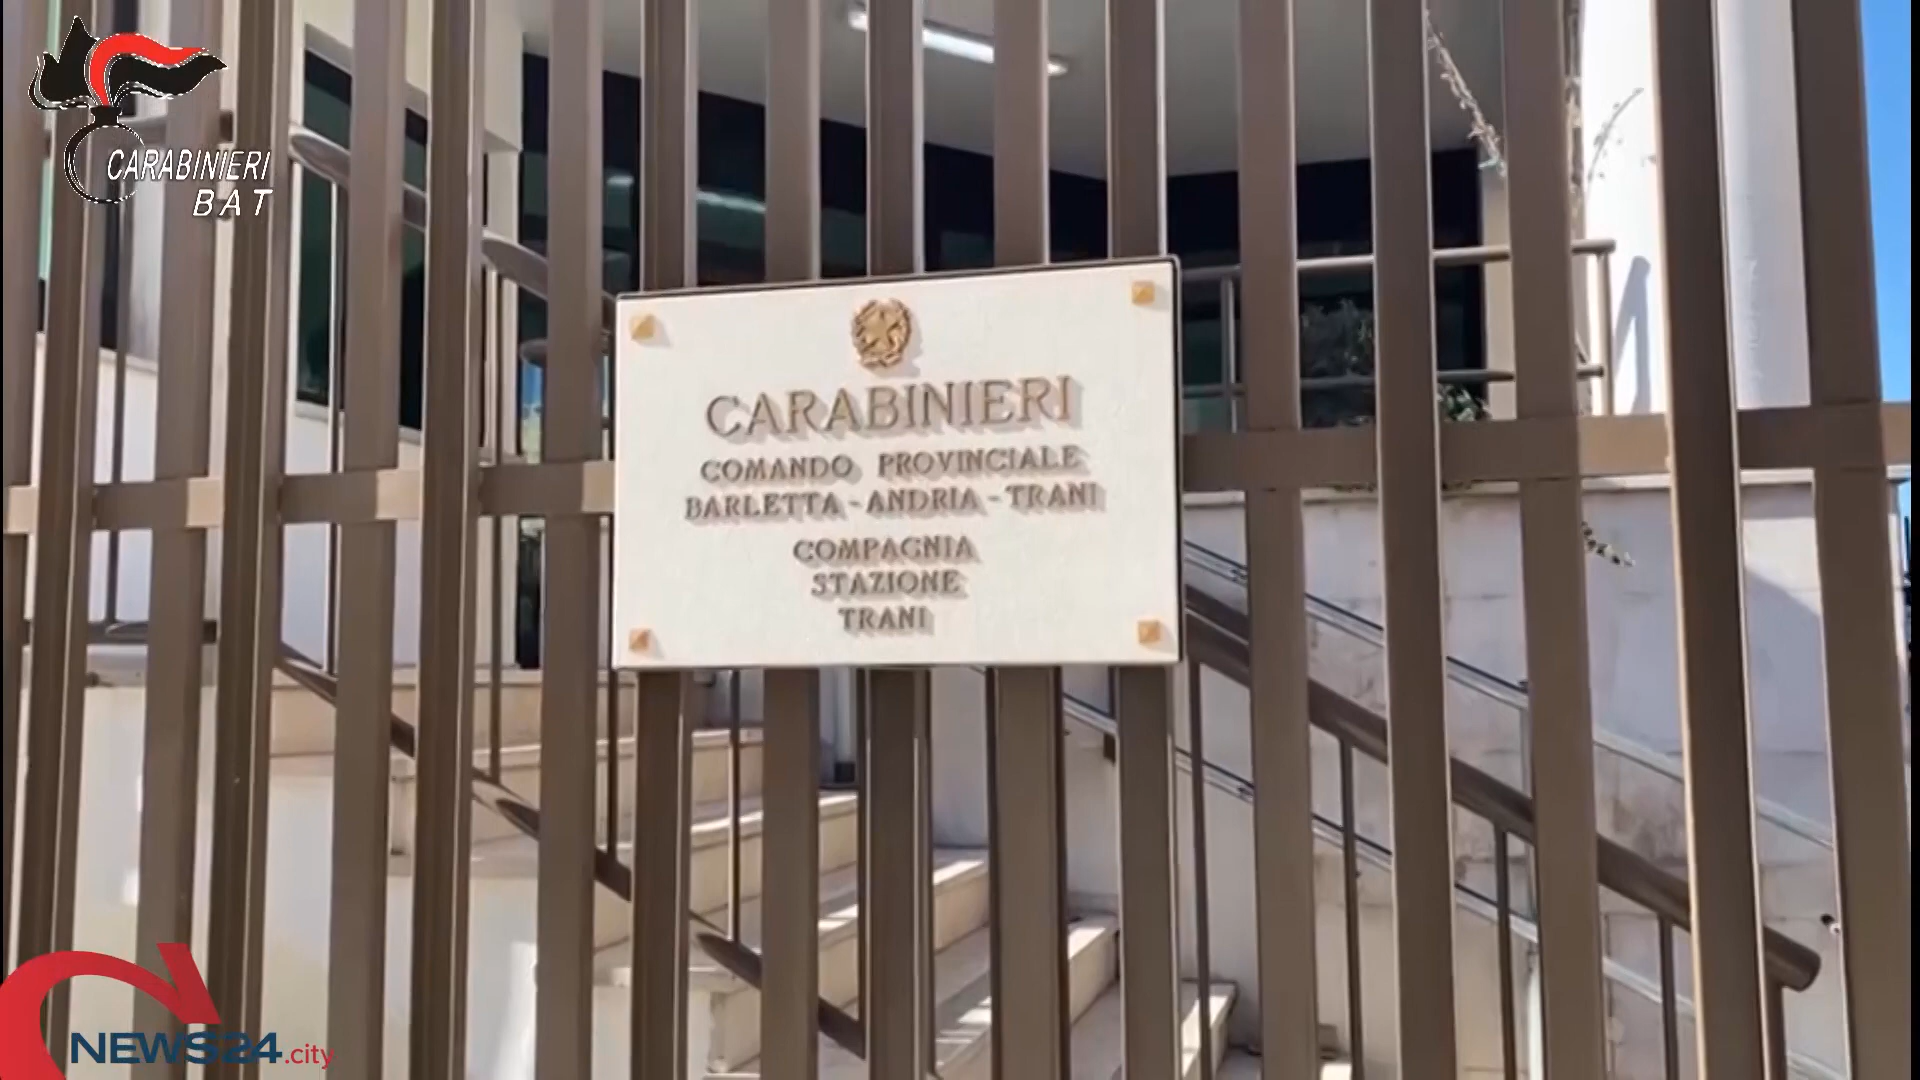 CARABINIERI
BAT
CARABINIERI
COMANDO PROVINCIALE
BARLETTA - ANDRIA - TRANI
COMPAGNIA
STAZIONE
TRANI
NEWS24.city